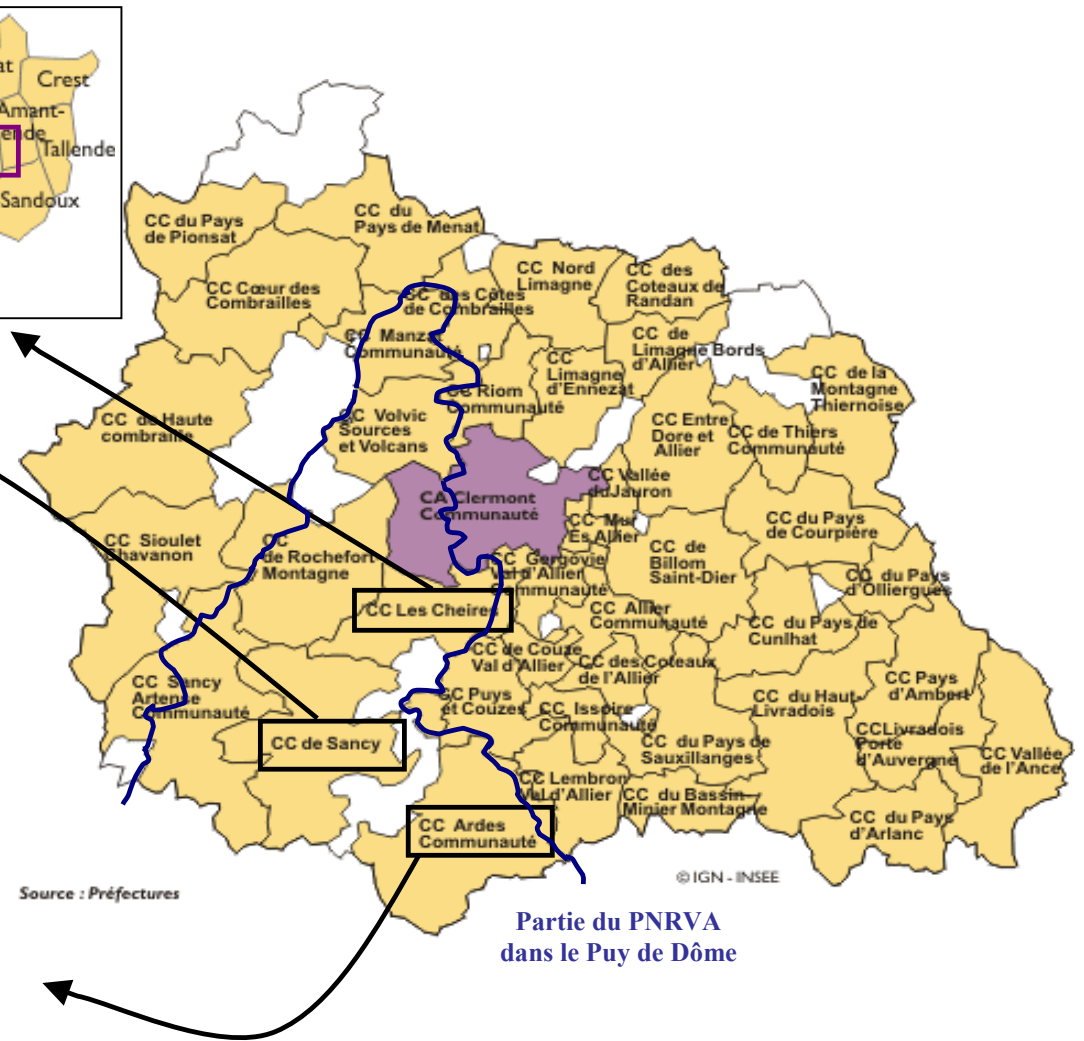 Crest
Amant-
Tallende
Sandoux
CC du Pays
de Pionsat
CC du
Pays de Menat
CC Cœur des
Combrailles
CC des Côtes
de Combrailles
CC Nord
Limagne
CC des
Coteaux de
Randan
CC Manzat
Communauté
CC de
Limagne Bords
d'Allier
CC
Limagne
d'Ennezat
CC de la
Montagne
Thiernoise
CC Riom
Communauté
CC de Haute
combraille
CC Volvic
Sources
et Volcans
CC Entre
Dore et
Allier
CC de Thiers
Communauté
CA Clermont
Communauté
CC Vallée
du Jauron
CC Mur
Es Allier
CC du Pays
de Courpière
CC Sioulet
Chavanon
CC
de Rochefort
Montagne
CC Gergovie
Val d'Allier
Communauté
CC de
Billom
Saint-Dier
CC du Pays
d'Olliergues
CC Les Cheires
CC Allier
Communauté
CC du Pays de
Cunlhat
CC de Couze
Val d'Allier
CC des Coteaux
de l'Allier
CC Sancy
Artense
Communauté
CC Puys
et Couzes
CC Issoire
Communauté
CC du Haut-
Livradois
CC Pays
d'Ambert
CC de Sancy
CC du Pays de
Sauxillanges
CCLivradois
Porte
d'Auvergne
CC Vallée
de l'Ance
CC Lembron
Val d'Allier
CC du Bassin
Minier Montagne
CC Ardes
Communauté
CC du Pays
d'Arlanc
Source : Préfectures
© IGN - INSEE
Partie du PNRVA
dans le Puy de Dôme